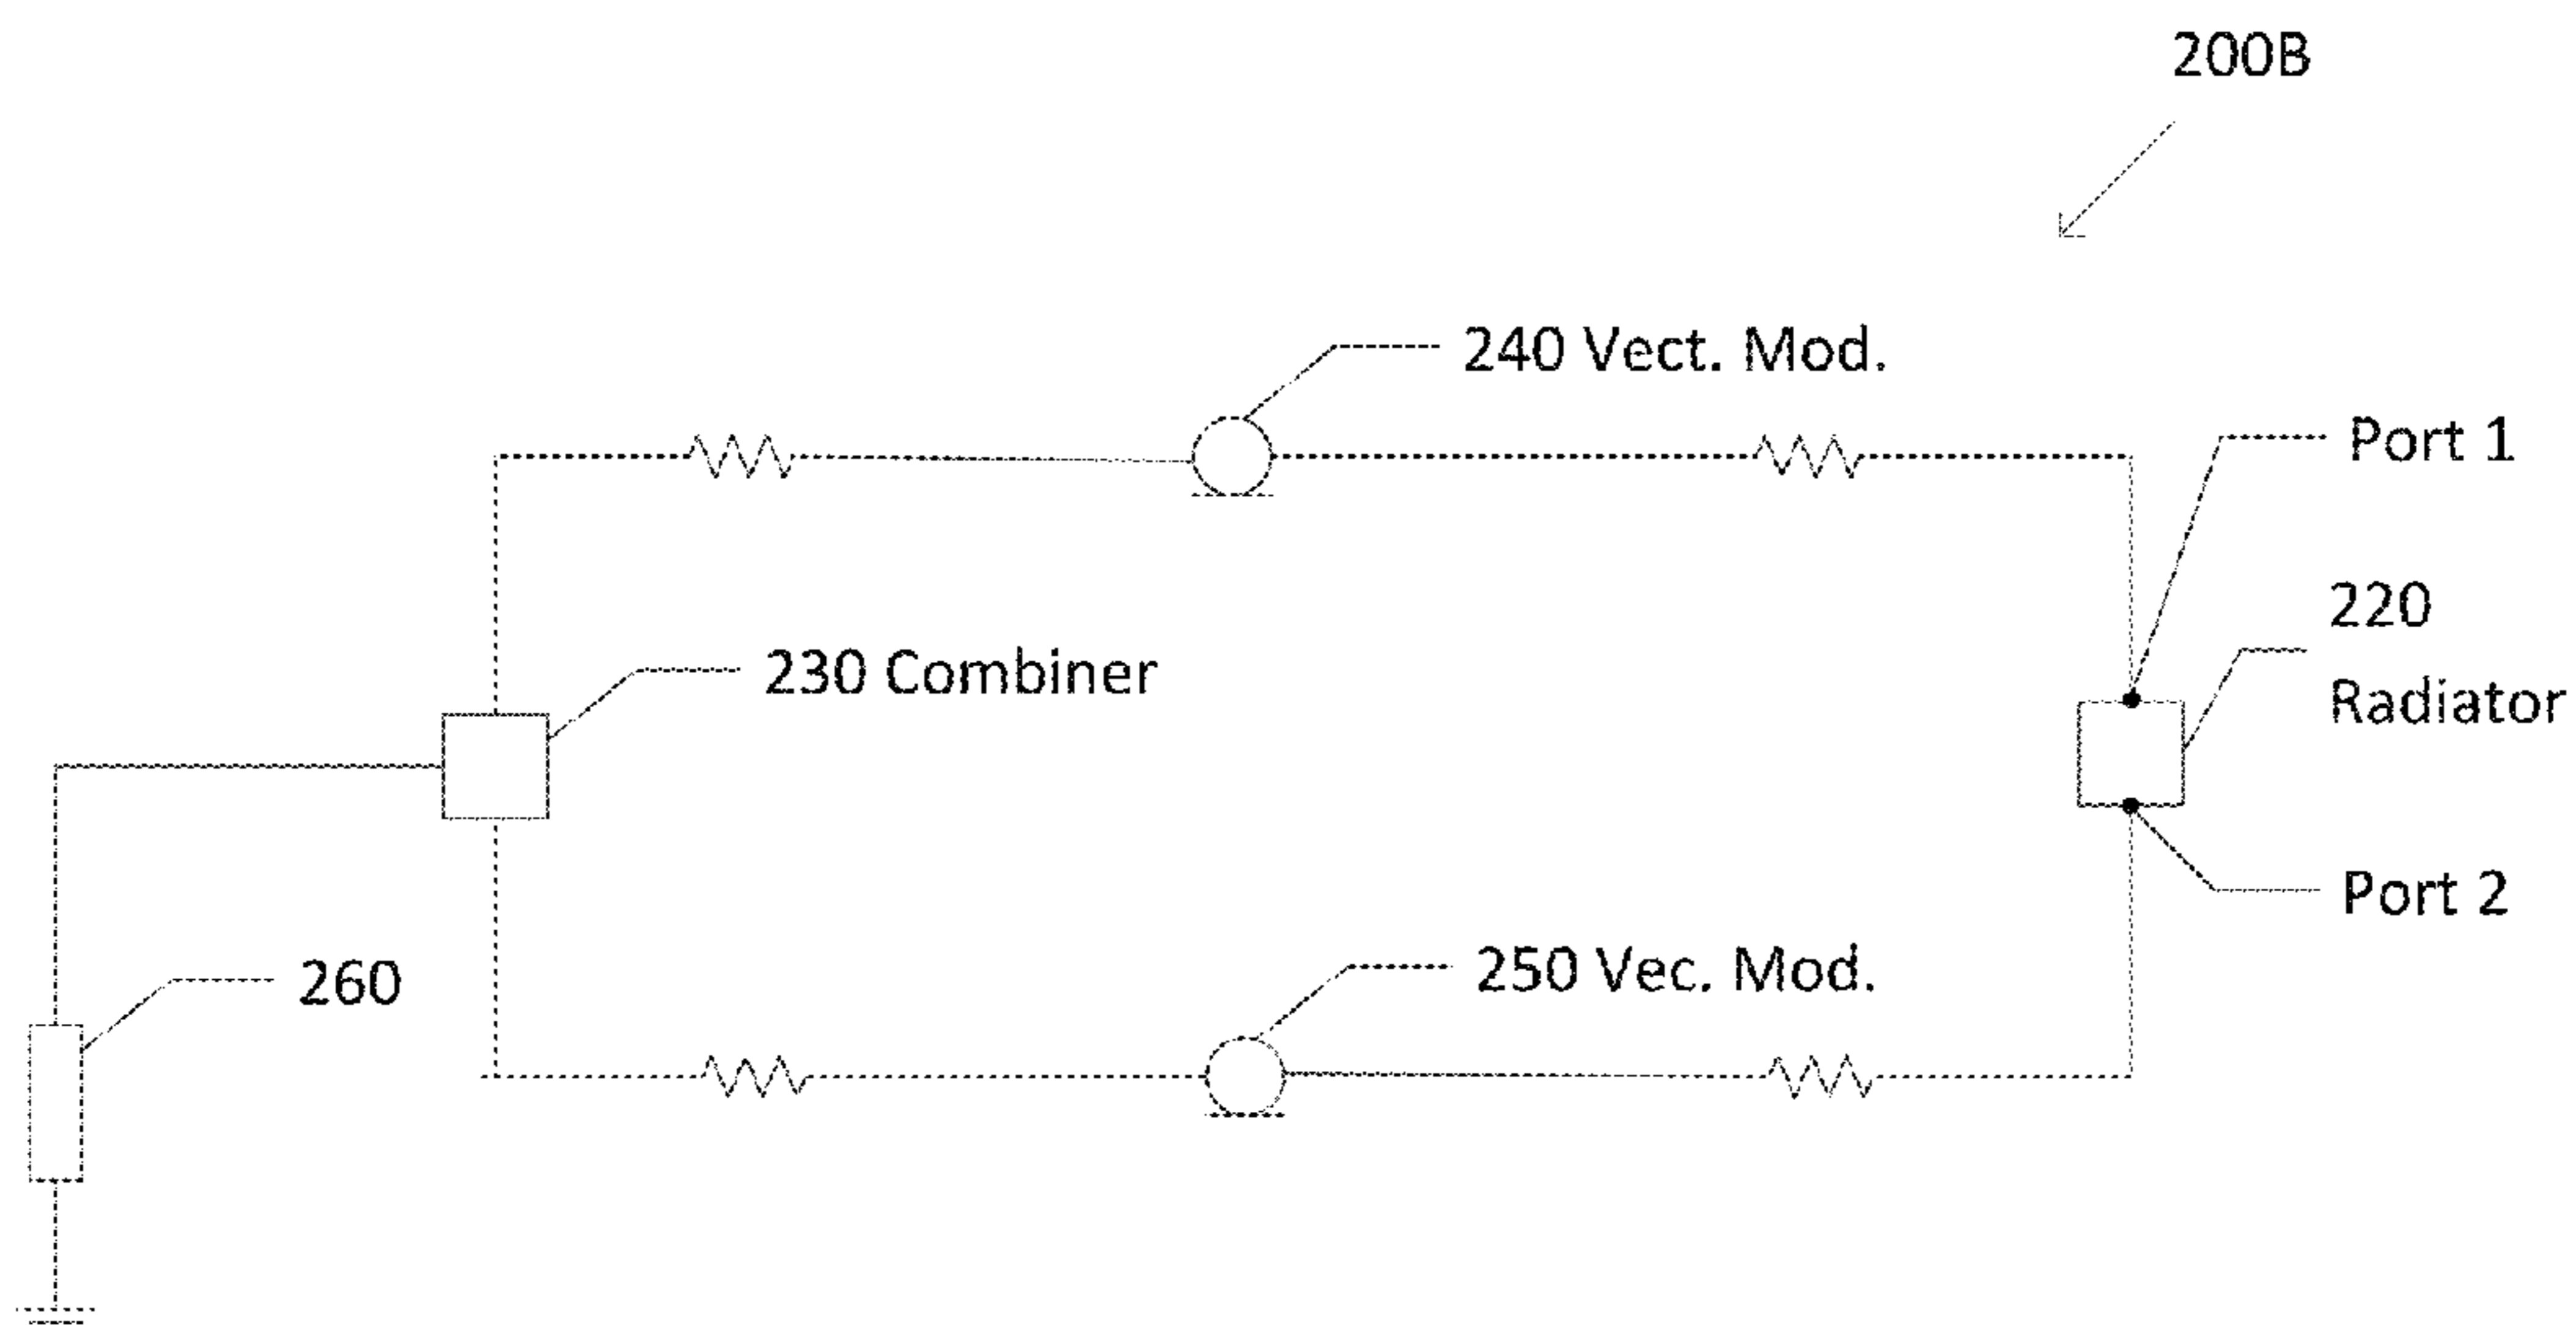 200B
240 Vect. Mod.
Port 1
220
Radiator
230 Combiner
Port 2
250 Vec. Mod.
260